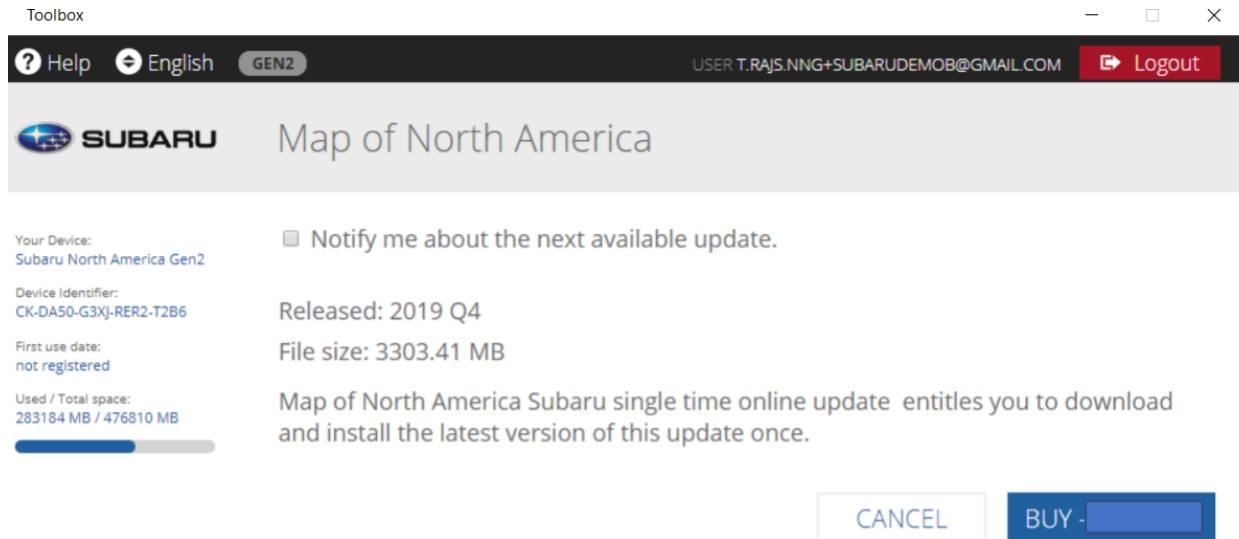 Toolbox
? Help English GEN2 USER T.RAJS.NNG+SUBARUDEMOB@GMAIL.COM Logout
SUBARU Map of North America
Your Device:
Subaru North America Gen2
Device Identifier:
CK-DA50-G3XJ-RER2-T2B6
First use date:
not registered
Used / Total space:
283184 MB / 476810 MB
Notify me about the next available update.
Released: 2019 Q4
File size: 3303.41 MB
Map of North America Subaru single time online update entitles you to download
and install the latest version of this update once.
CANCEL BUY -